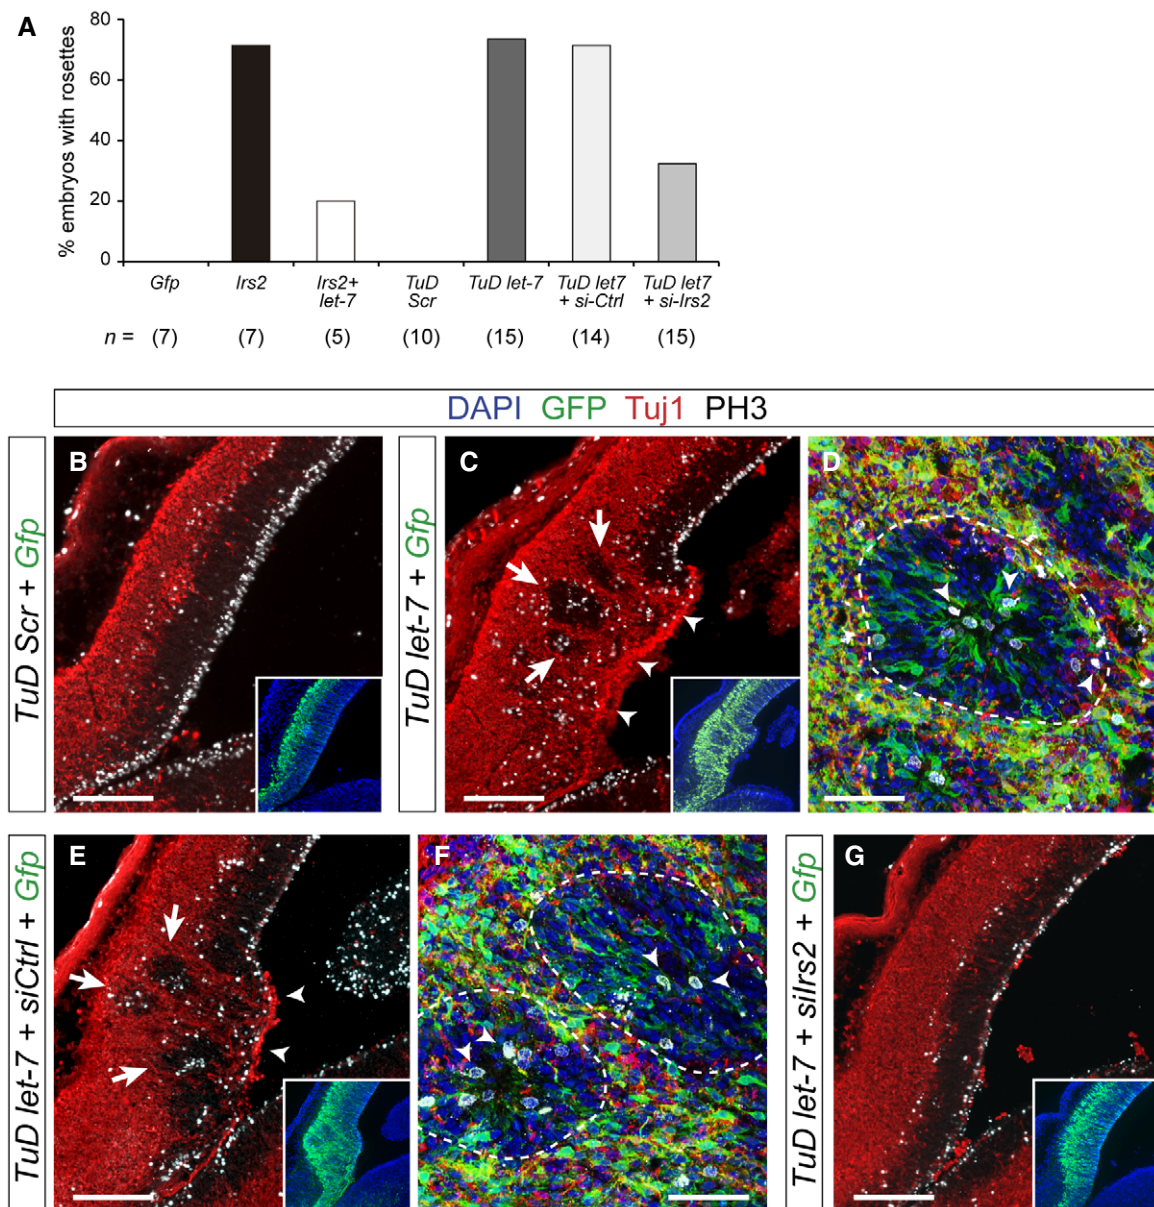 A
% embryos with rosettes
80
60
40
20
0
Gfp Irs2 Irs2+ let-7 TuD Scr TuD let-7 TuD let7 + si-Ctrl TuD let7 + si-Irs2
n = (7) (7) (5) (10) (15) (14) (15)
DAPI GFP Tuj1 PH3
TuD Scr + Gfp
B
TuD let-7 + Gfp
C
D
TuD let-7 + siCtrl + Gfp
E
F
TuD let-7 + siIrs2 + Gfp
G